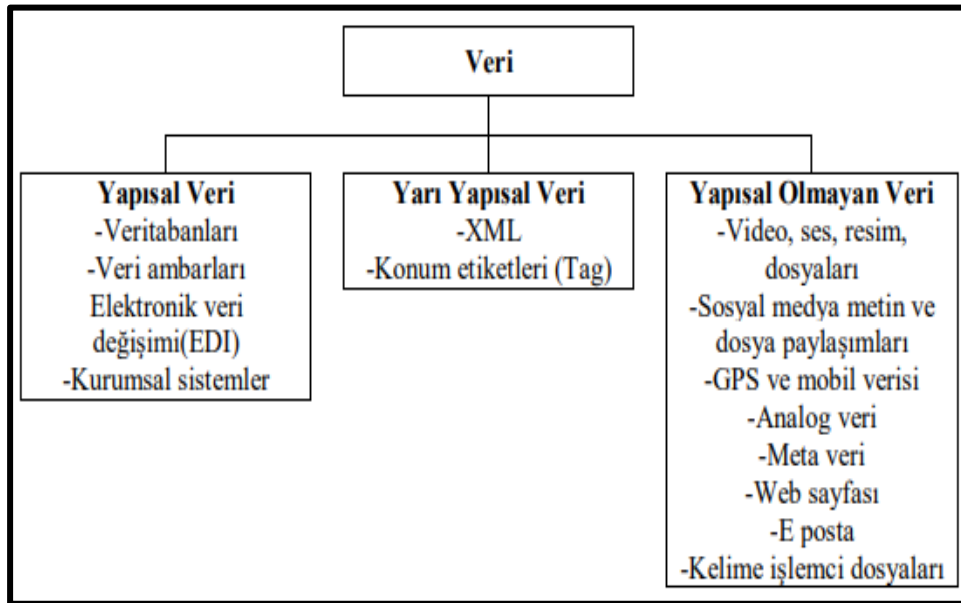 Veri
Yapısal Veri
-Veritabanları
-Veri ambarları
Elektronik veri
değişimi(EDI)
-Kurumsal sistemler
Yarı Yapısal Veri
-XML
-Konum etiketleri (Tag)
Yapısal Olmayan Veri
-Video, ses, resim,
dosyaları
-Sosyal medya metin ve
dosya paylaşımları
-GPS ve mobil verisi
-Analog veri
-Meta veri
-Web sayfası
-E posta
-Kelime işlemci dosyaları